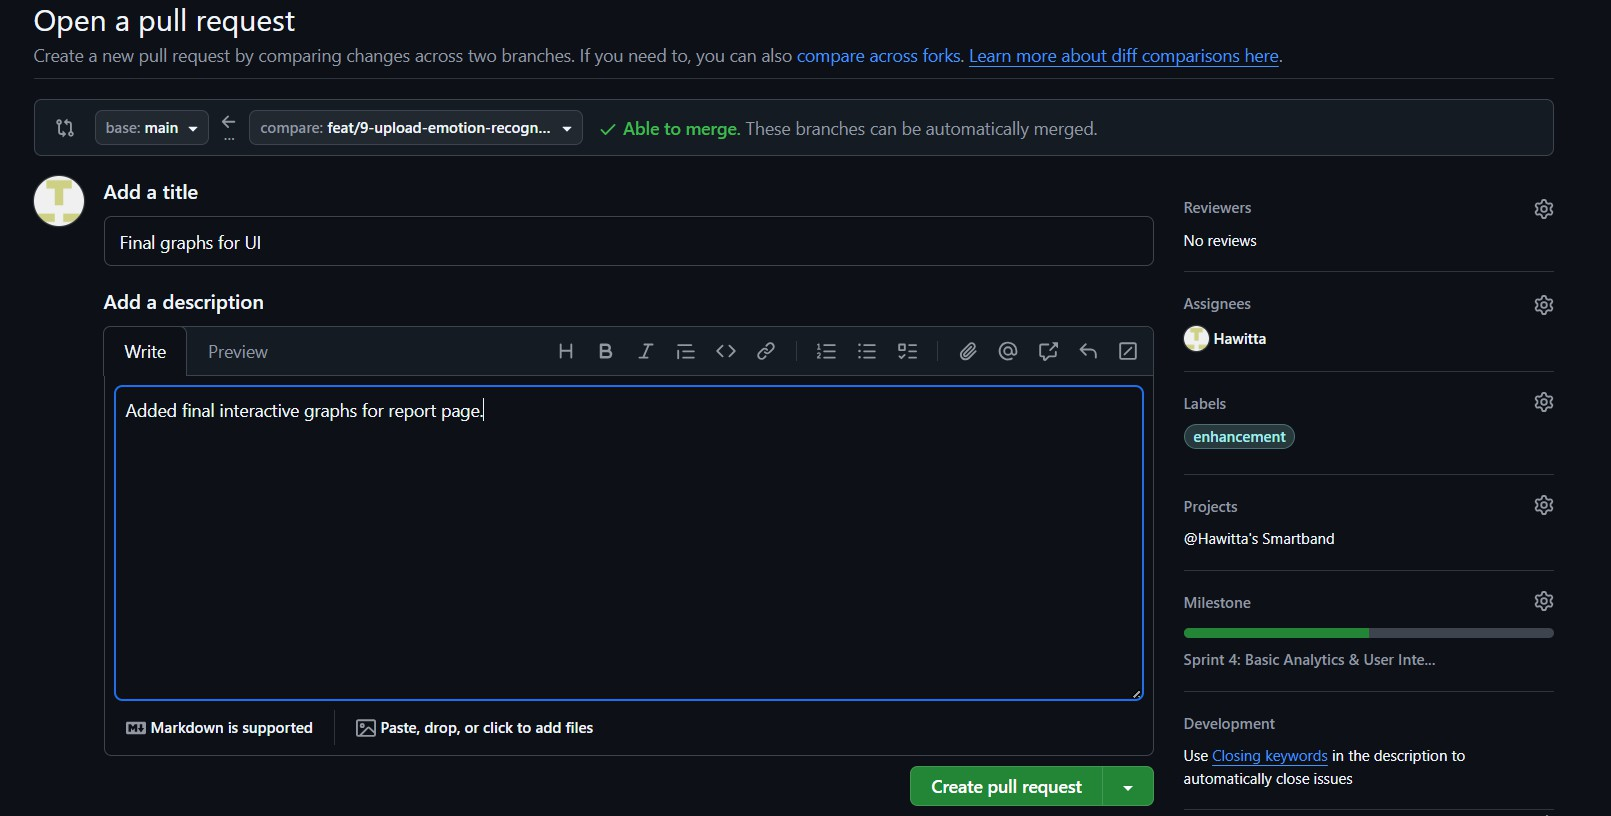 Open a pull request
Create a new pull request by comparing changes across two branches. If you need to, you can also compare across forks. Learn more about diff comparisons here.
base: main
compare: feat/9-upload-emotion-recogn...
Able to merge. These branches can be automatically merged.
Add a title
Final graphs for UI
Add a description
Write
Preview
Added final interactive graphs for report page.
Markdown is supported
Paste, drop, or click to add files
Create pull request
Reviewers
No reviews
Assignees
Hawitta
Labels
enhancement
Projects
@Hawitta's Smartband
Milestone
Sprint 4: Basic Analytics & User Inte...
Development
Use Closing keywords in the description to
automatically close issues